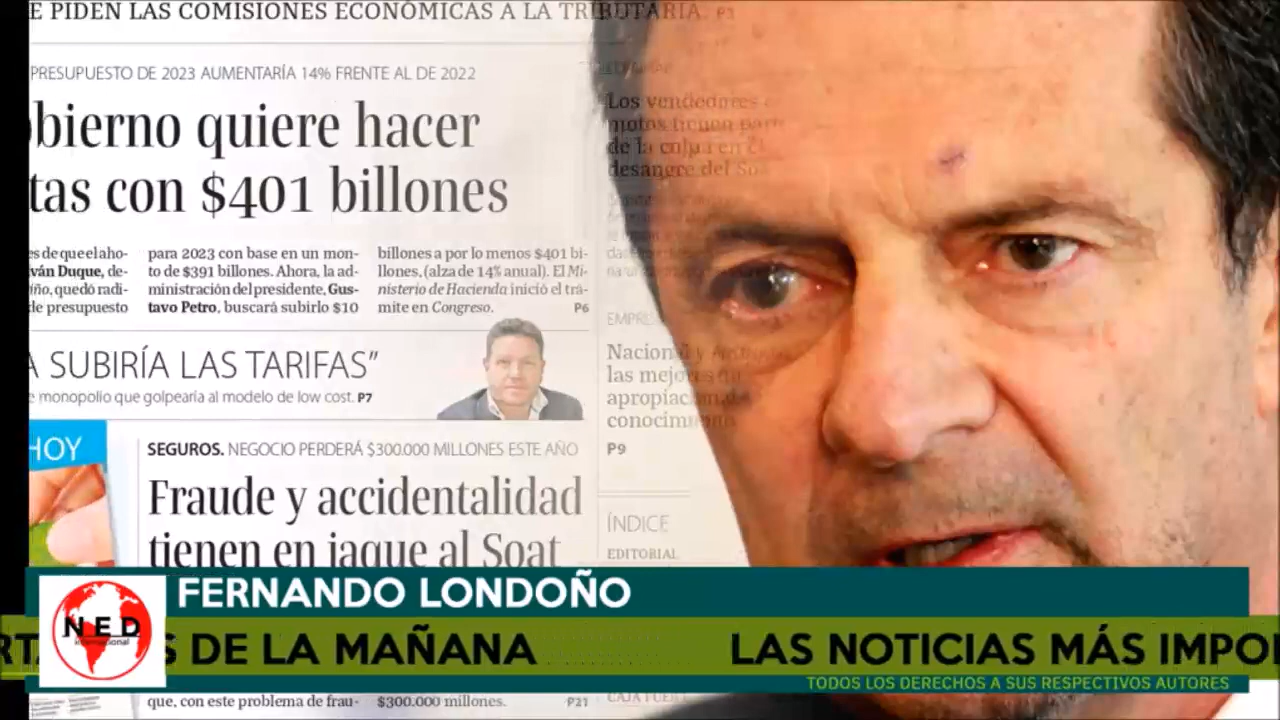 E PIDEN LAS COMISIONES ECONÓMICAS A LA TRIBUTARIA. P3
PRESUPUESTO DE 2023 AUMENTARÍA 14% FRENTE AL DE 2022
obierno quiere hacer
tas con $401 billones
es de que el aho-
ván Duque, de-
iño, quedó radi-
de presupuesto
para 2023 con base en un mon-
to de $391 billones. Ahora, la ad-
ministración del presidente, Gus-
tavo Petro, buscará subirlo $10
billones a por lo menos $401 bi-
llones, (alza de 14% anual). El Mi-
nisterio de Hacienda inició el trá-
mite en Congreso. P6
A SUBIRÍA LAS TARIFAS”
e monopolio que golpearía al modelo de low cost. P7
HOY
SEGUROS. NEGOCIO PERDERÁ $300.000 MILLONES ESTE AÑO
Fraude y accidentalidad
tienen en jaque al Soat
que, con este problema de frau-
$300.000 millones. P21
Los vendedores
motos tienen
de la culpa en
desangre del
EMPRE
Nacional y
las mejores
apropiacion
conocim
P9
ÍNDICE
EDITORIAL
FERNANDO LONDOÑO
NED
international
RTA S DE LA MAÑANA LAS NOTICIAS MÁS IMPO
TODOS LOS DERECHOS A SUS RESPECTIVOS AUTORES